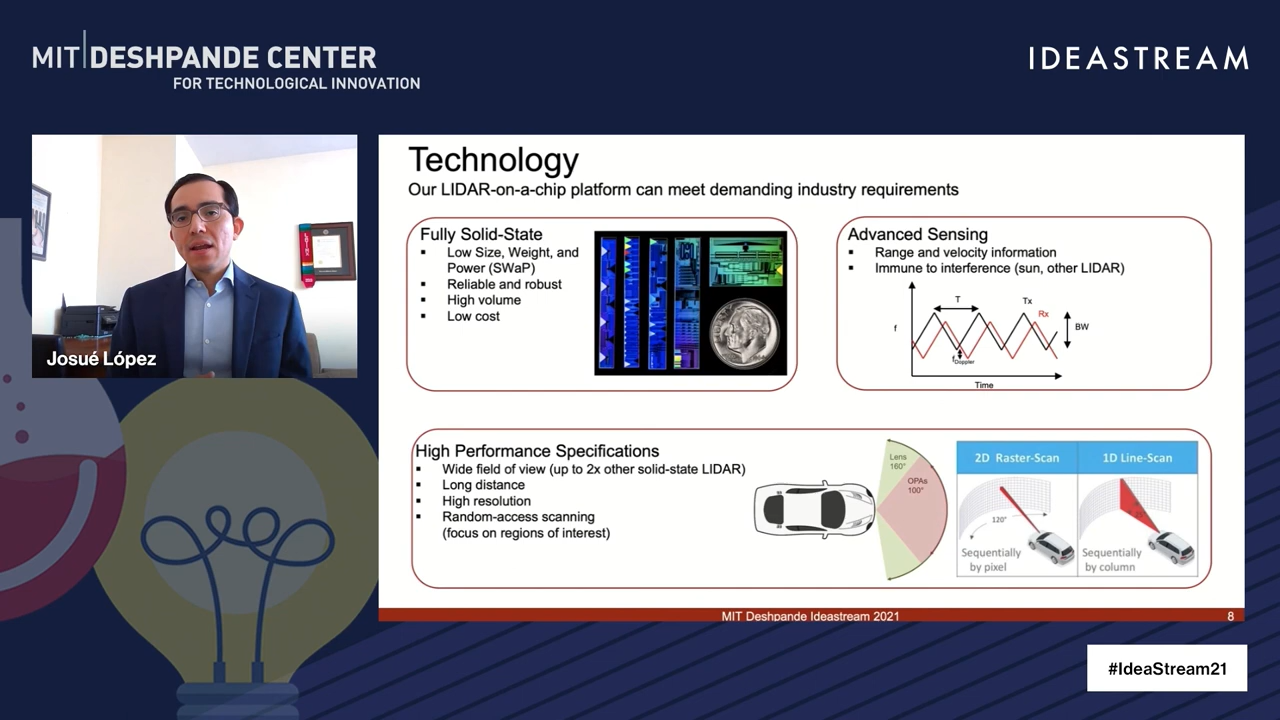 MIT DESHPANDE CENTER
FOR TECHNOLOGICAL INNOVATION
IDEASTREAM
Josué López
Technology
Our LIDAR-on-a-chip platform can meet demanding industry requirements
Fully Solid-State
▪ Low Size, Weight, and
Power (SWaP)
▪ Reliable and robust
▪ High volume
▪ Low cost
Advanced Sensing
▪ Range and velocity information
▪ Immune to interference (sun, other LIDAR)
T
Tx
Rx
f
BW
fDoppler
Time
High Performance Specifications
▪ Wide field of view (up to 2x other solid-state LIDAR)
▪ Long distance
▪ High resolution
▪ Random-access scanning
(focus on regions of interest)
Lens
160°
OPAs
100°
2D Raster-Scan
120°
Sequentially
by pixel
1D Line-Scan
Sequentially
by column
MIT Deshpande Ideastream 2021
8
#IdeaStream21